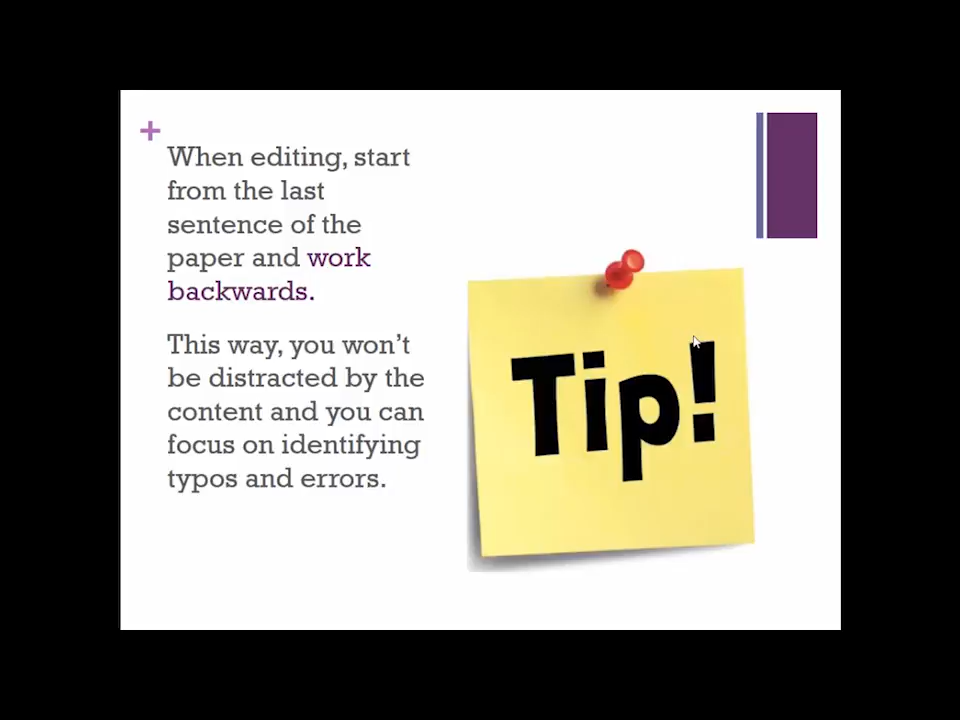 +
When editing, start
from the last
sentence of the
paper and work
backwards.
This way, you won't
be distracted by the
content and you can
focus on identifying
typos and errors.
Tip!